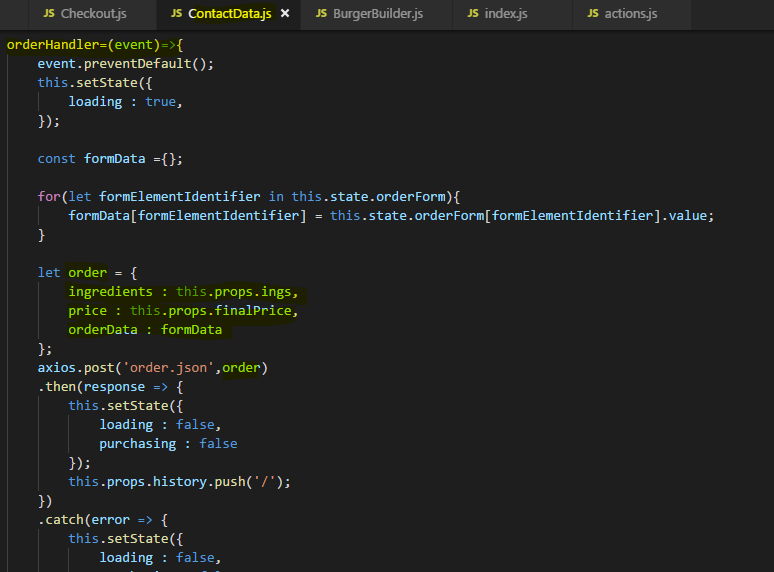 JS Checkout.js JS ContactData.js × JS BurgerBuilder.js JS index.js JS actions.js
orderHandler=(event)=>{
event.preventDefault();
this.setState({
loading : true,
});
const formData ={};
for(let formElementIdentifier in this.state.orderForm){
formData[formElementIdentifier] = this.state.orderForm[formElementIdentifier].value;
}
let order = {
ingredients : this.props.ings,
price : this.props.finalPrice,
orderData : formData
};
axios.post('order.json',order)
.then(response => {
this.setState({
loading : false,
purchasing : false
});
this.props.history.push('/');
})
.catch(error => {
this.setState({
loading : false,